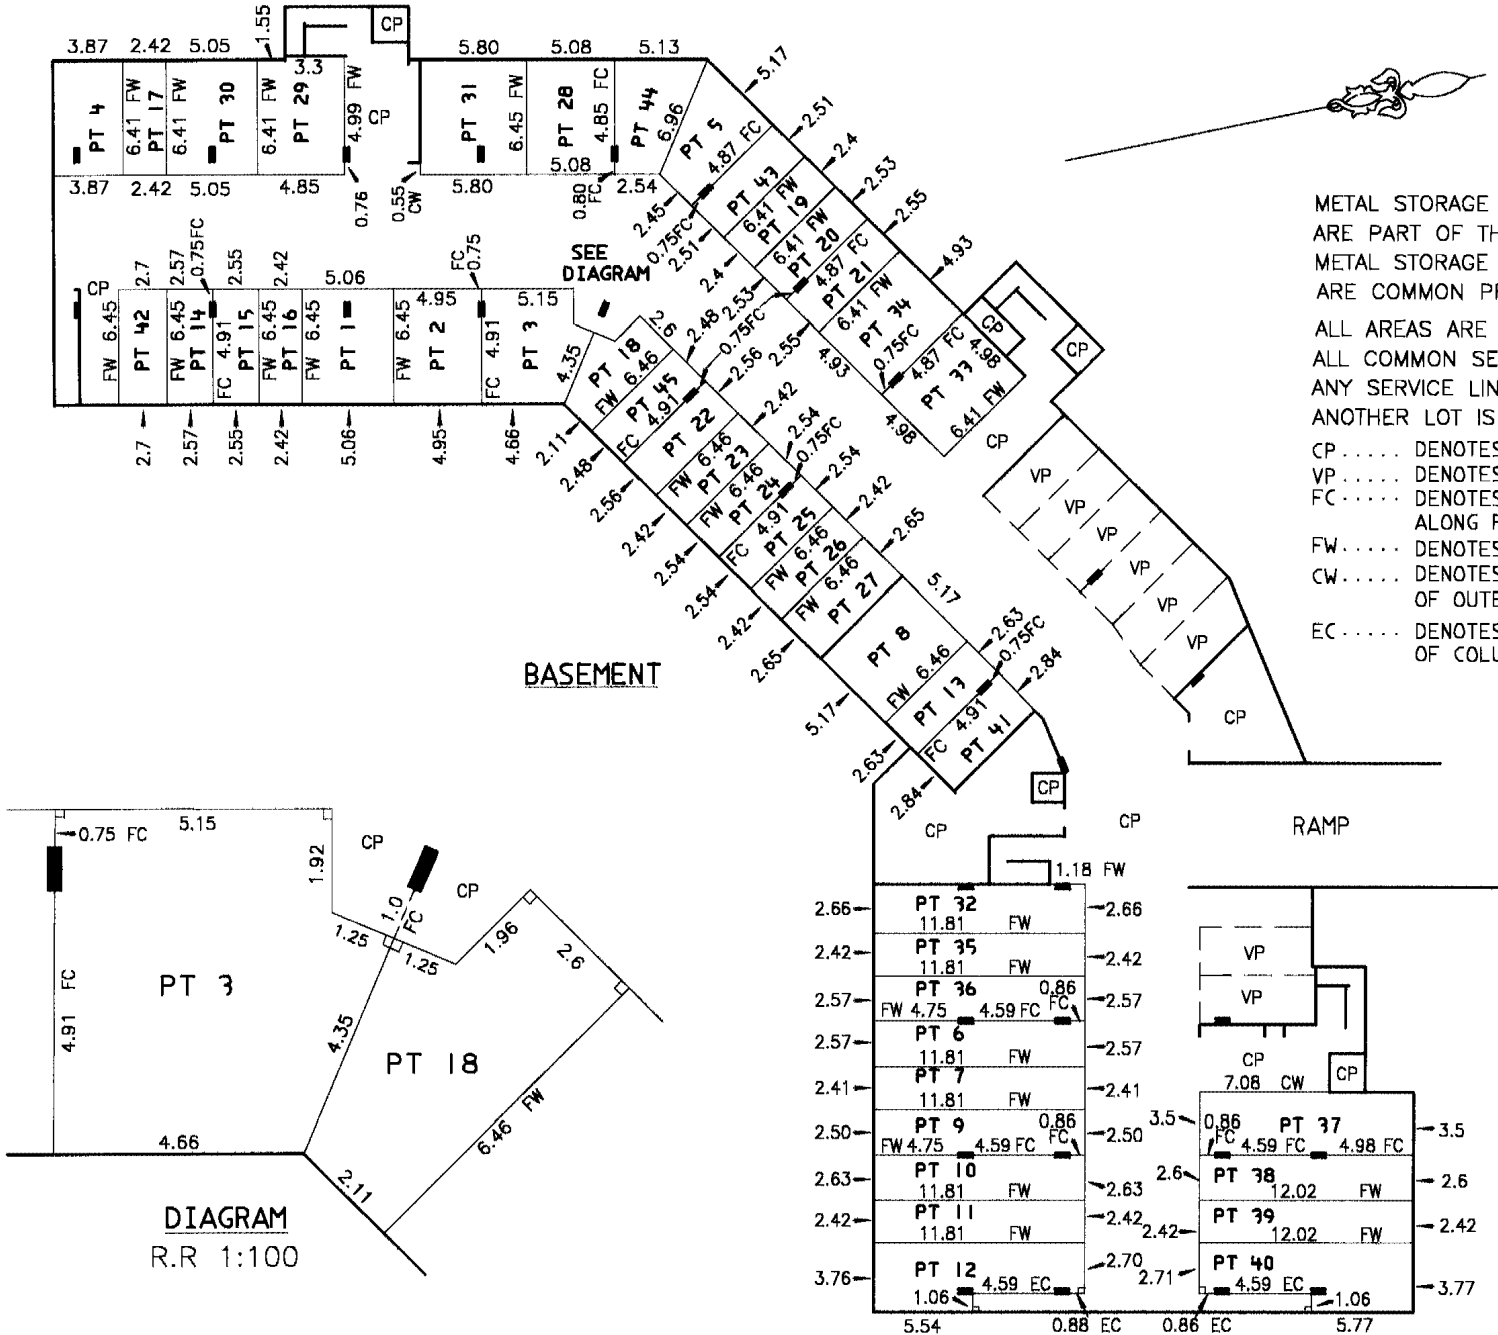 3.87 2.42 5.05 1.55 CP 5.80 5.08 5.13 5.17
3.3
PT 4 6.41 FW PT 17 6.41 FW PT 30 6.41 FW PT 29 4.99 FW CP PT 31 6.45 FW PT 28 4.85 FC PT 44 6.96 PT 5 4.87 FC
3.87 2.42 5.05 4.85 0.76 0.55 CW 5.80 5.08 0.80 FC 2.54
2.51 2.4 2.53 2.55 4.93
PT 43 6.41 FW PT 19 6.41 FW PT 20 4.87 FC PT 21 6.41 FW PT 34 4.87 FC PT 33 6.41 FW 4.98
2.45 0.75FC 2.51 2.4 2.53 0.75FC 2.55 4.93 0.75FC 4.98
CP
CP
CP
METAL STORAGE
ARE PART OF TH
METAL STORAGE
ARE COMMON P
ALL AREAS ARE
ALL COMMON SE
ANY SERVICE LIN
ANOTHER LOT IS
CP ..... DENOTES
VP ..... DENOTES
FC ..... DENOTES
ALONG F
FW ..... DENOTES
CW ..... DENOTES
OF OUTE
EC ..... DENOTES
OF COLU
SEE
DIAGRAM
CP 2.7 2.57 0.75FC 2.55 2.42 5.06 4.95 FC 0.75 5.15
FW 6.45 PT 42 FW 6.45 PT 14 FC 4.91 PT 15 FW 6.45 PT 16 FW 6.45 PT 1 FW 6.45 PT 2 FC 4.91 PT 3 4.35
2.7 2.57 2.55 2.42 5.06 4.95 4.66
2.6 2.48 0.75FC 2.56 2.42 2.54 0.75FC 2.54 2.42 2.65 5.17 2.63 0.75FC 2.84
PT 18 FW 6.46 PT 45 FC 4.91 PT 22 FW 6.46 PT 23 FW 6.46 PT 24 FC 4.91 PT 25 FW 6.46 PT 26 FW 6.46 PT 27 PT 8 FW 6.46 PT 13 FC 4.91 PT 41
2.11 2.48 2.56 2.42 2.54 2.54 2.42 2.65 5.17 2.63 2.84
VP
VP
VP
VP
VP
VP
CP
BASEMENT
CP
CP
CP
RAMP
5.15
0.75 FC
CP
CP
1.92
1.0 FC
1.25 1.25 1.96 2.6
PT 3
4.91 FC
4.35
PT 18
6.46 FW
4.66
2.11
DIAGRAM
R.R 1:100
1.18 FW
2.66 PT 32 2.66
11.81 FW
2.42 PT 35 2.42
11.81 FW
2.57 PT 36 0.86 FC 2.57
FW 4.75 4.59 FC
2.57 PT 6 2.57
11.81 FW
2.41 PT 7 2.41
11.81 FW
2.50 PT 9 0.86 FC 2.50
FW 4.75 4.59 FC
2.63 PT 10 2.63
11.81 FW
2.42 PT 11 2.42
11.81 FW
3.76 PT 12 2.70
4.59 EC
1.06
5.54 0.88 EC
VP
VP
CP
CP
7.08 CW
3.5 0.86 FC PT 37 3.5
4.59 FC 4.98 FC
2.6 PT 38 2.6
12.02 FW
2.42 PT 39 2.42
12.02 FW
2.71 PT 40 3.77
4.59 EC
1.06
0.86 EC 5.77